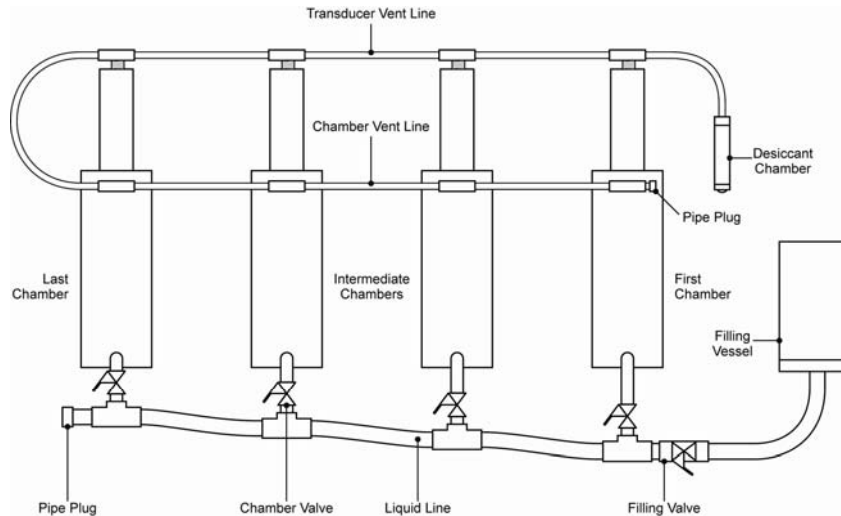 Transducer Vent Line
Chamber Vent Line
Desiccant
Chamber
Pipe Plug
Last
Chamber
Intermediate
Chambers
First
Chamber
Filling
Vessel
Pipe Plug
Chamber Valve
Liquid Line
Filling Valve